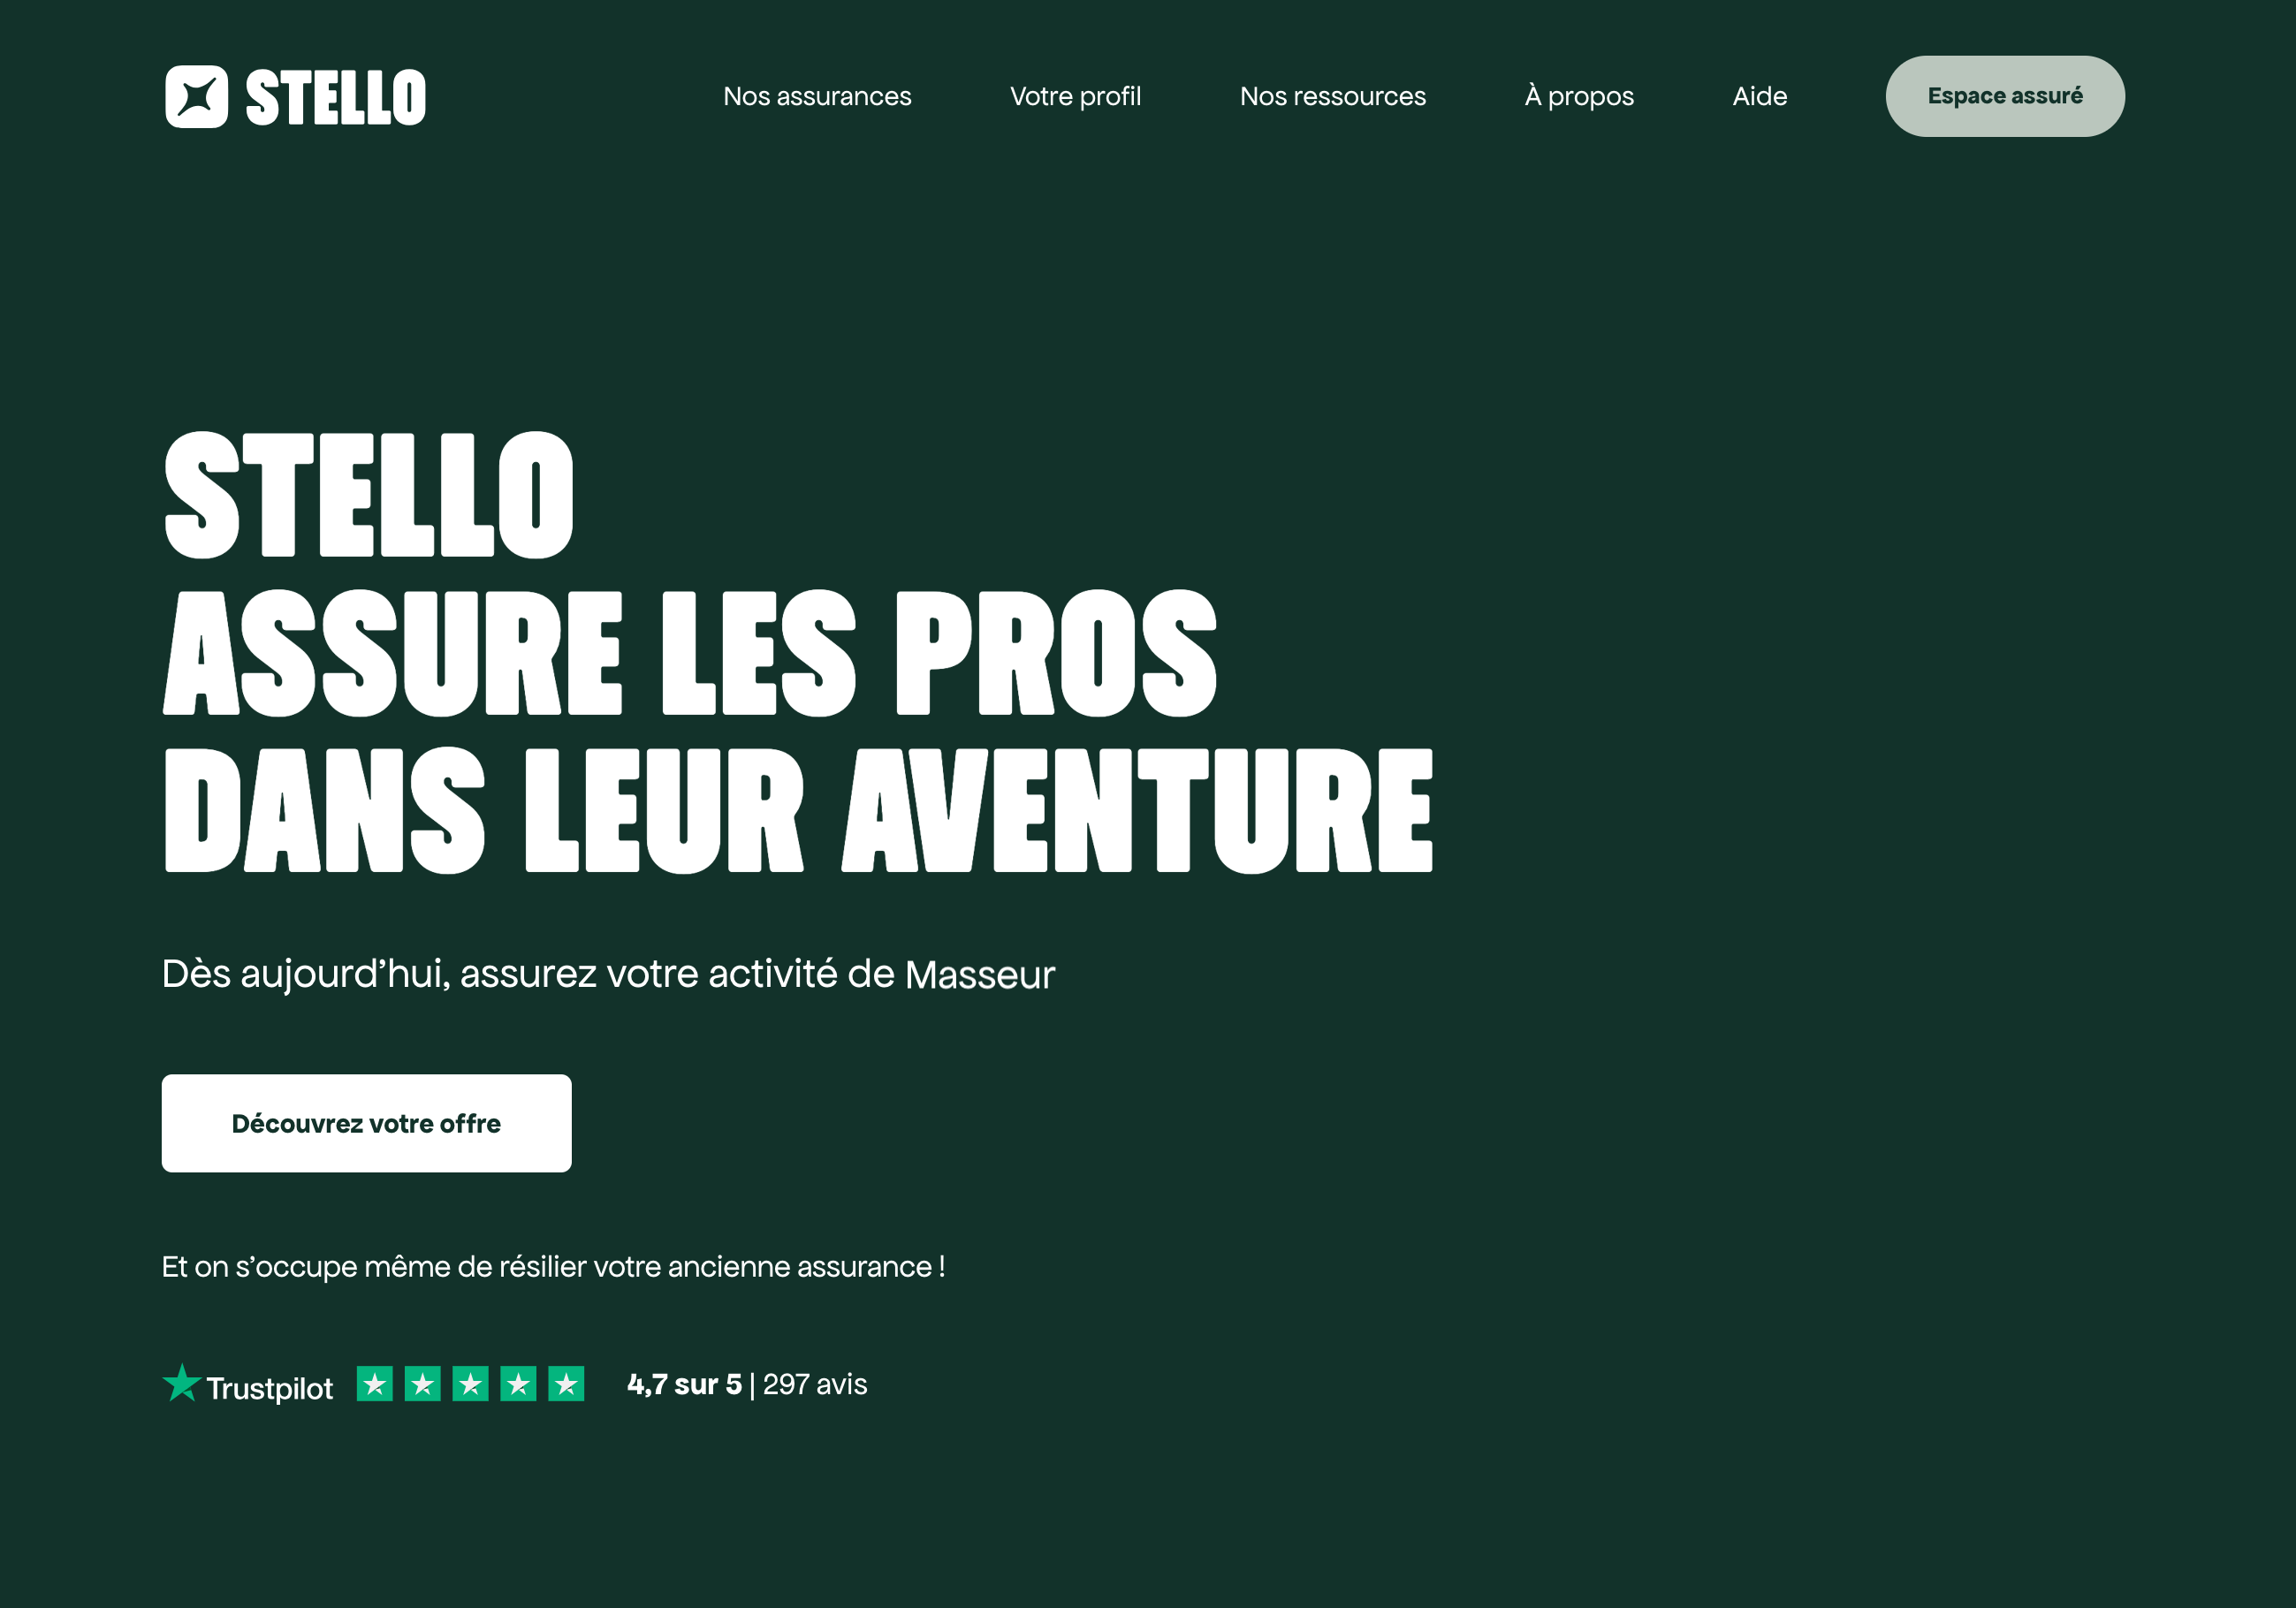 STELLO
Nos assurances
Votre profil
Nos ressources
À propos
Aide
Espace assuré
STELLO
ASSURE LES PROS
DANS LEUR AVENTURE
Dès aujourd’hui, assurez votre activité de Masseur
Découvrez votre offre
Et on s’occupe même de résilier votre ancienne assurance !
Trustpilot 4,7 sur 5 | 297 avis